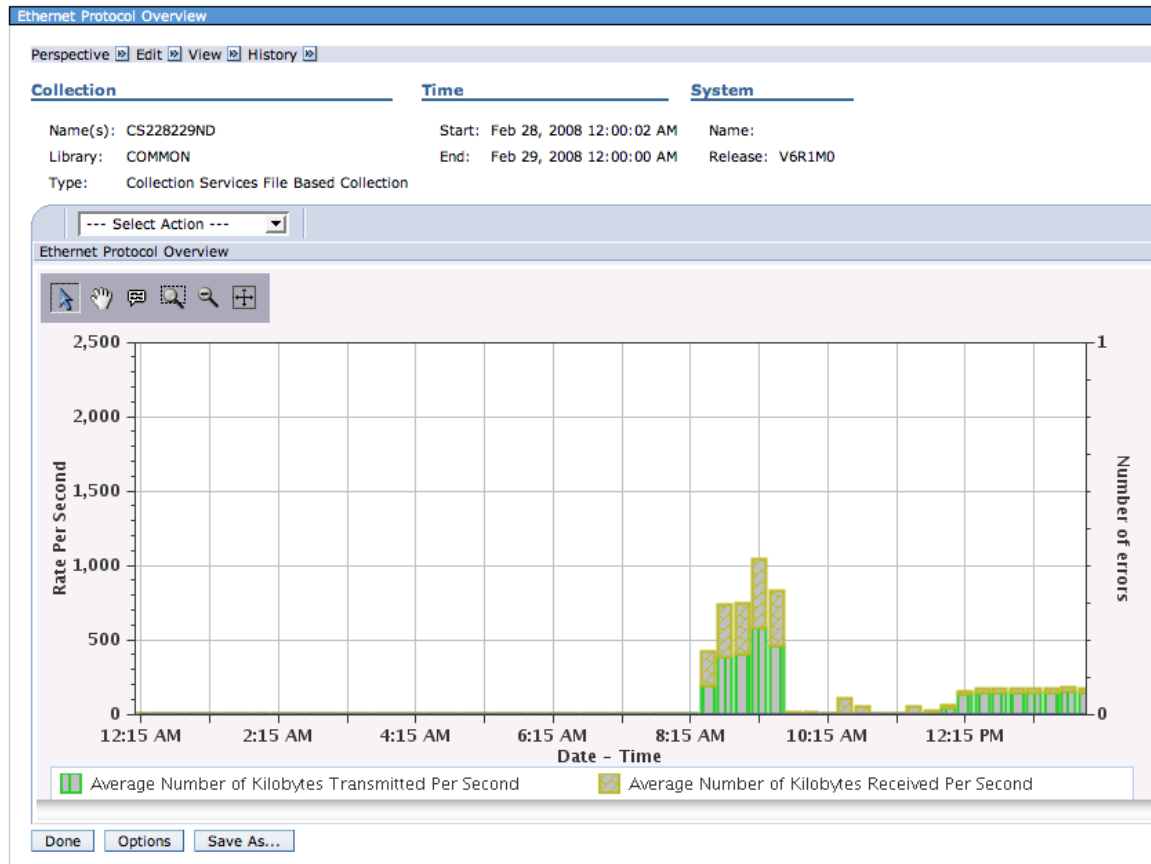 Ethernet Protocol Overview
Perspective Edit View History
Collection Time System
Name(s): CS228229ND Start: Feb 28, 2008 12:00:02 AM Name:
Library: COMMON End: Feb 29, 2008 12:00:00 AM Release: V6R1M0
Type: Collection Services File Based Collection
--- Select Action ---
Ethernet Protocol Overview
2,500
2,000
1,500
1,000
500
0
Rate Per Second
1
0
Number of errors
12:15 AM 2:15 AM 4:15 AM 6:15 AM 8:15 AM 10:15 AM 12:15 PM
Date - Time
Average Number of Kilobytes Transmitted Per Second Average Number of Kilobytes Received Per Second
Done Options Save As...